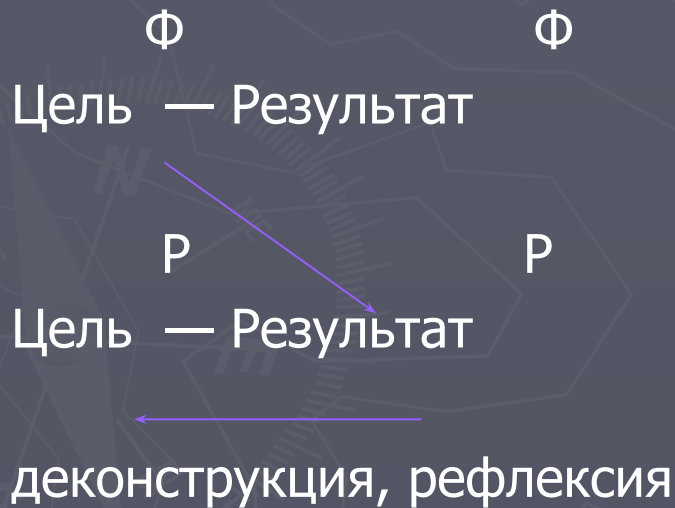 Ф Ф
Цель — Результат
Р Р
Цель — Результат
деконструкция, рефлексия